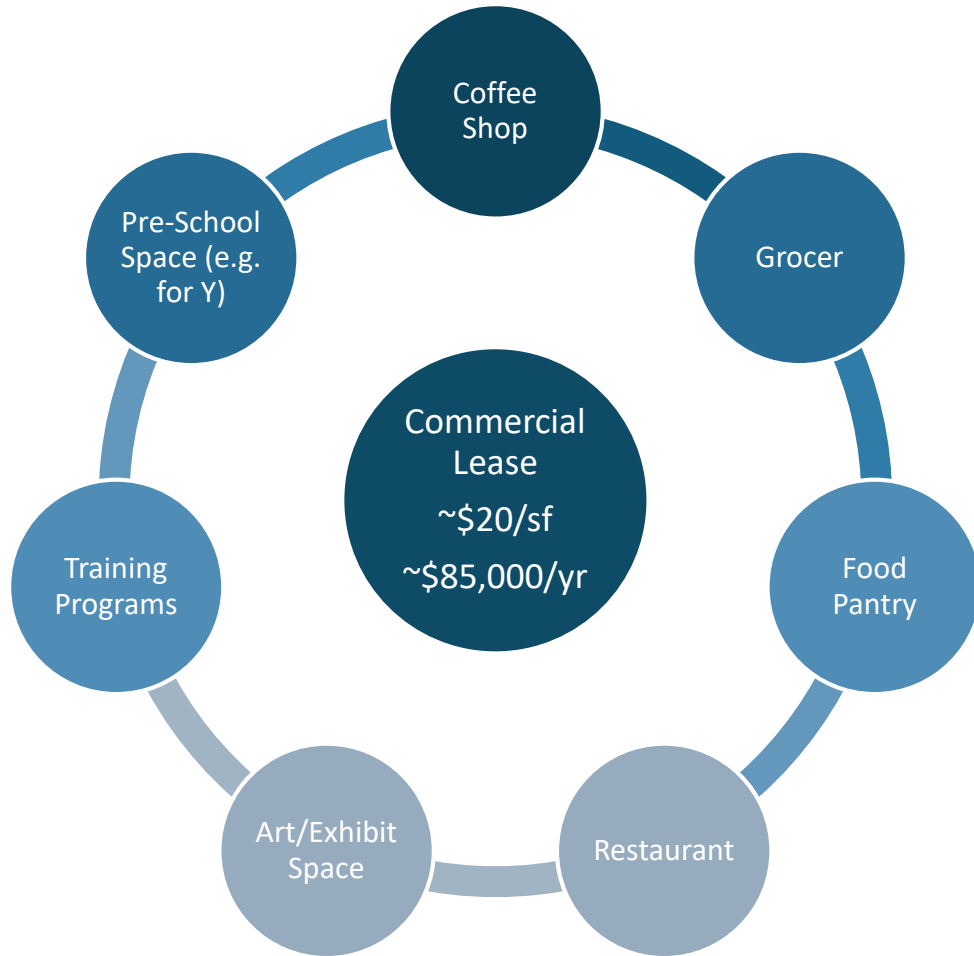 Coffee
Shop
Grocer
Food
Pantry
Restaurant
Art/Exhibit
Space
Training
Programs
Pre-School
Space (e.g.
for Y)
Commercial
Lease
~$20/sf
~$85,000/yr